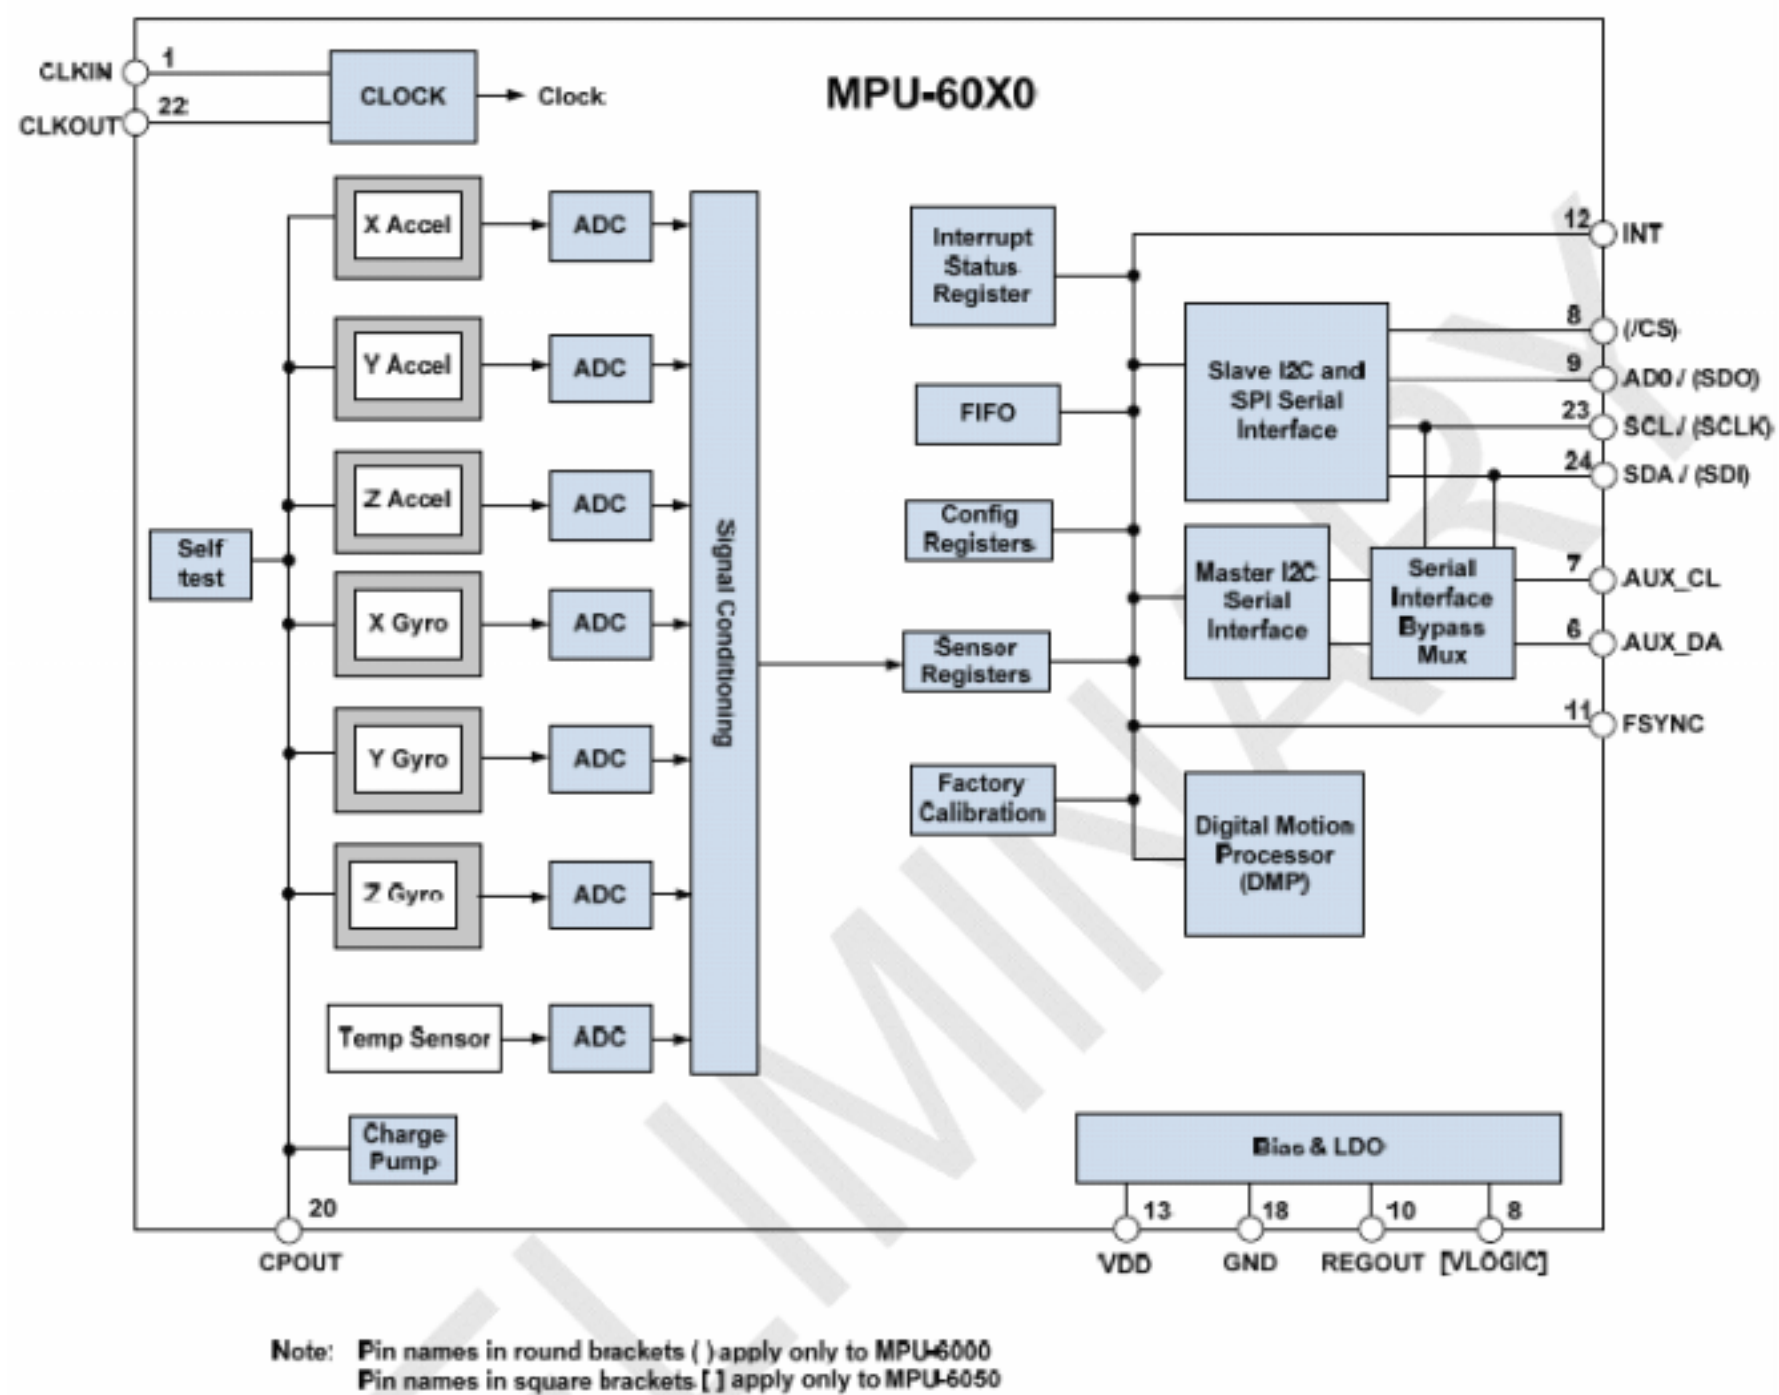 MPU-60X0
CLKIN
1
CLKOUT
22
CLOCK
Clock
X Accel
ADC
Y Accel
ADC
Z Accel
ADC
Self
test
X Gyro
ADC
Y Gyro
ADC
Z Gyro
ADC
Temp Sensor
ADC
Charge
Pump
20
CPOUT
Signal Conditioning
Interrupt
Status
Register
FIFO
Config
Registers
Sensor
Registers
Factory
Calibration
Slave I2C and
SPI Serial
Interface
Master I2C
Serial
Interface
Serial
Interface
Bypass
Mux
Digital Motion
Processor
(DMP)
12
INT
8
(/CS)
9
AD0 / (SDO)
23
SCL / (SCLK)
24
SDA / (SDI)
7
AUX_CL
6
AUX_DA
11
FSYNC
Bias & LDO
13
18
10
8
VDD
GND
REGOUT
[VLOGIC]
Note: Pin names in round brackets ( ) apply only to MPU-6000
Pin names in square brackets [ ] apply only to MPU-6050